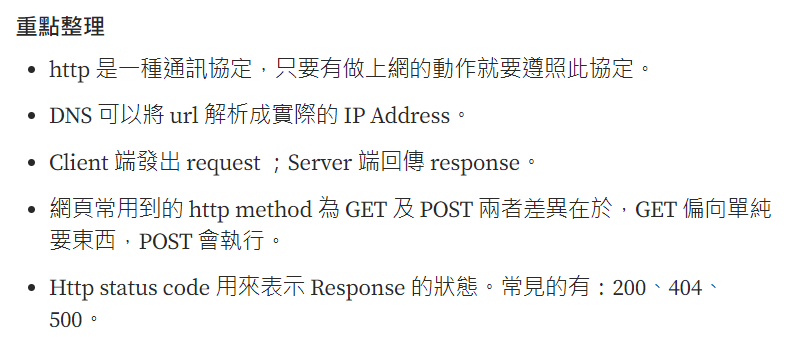 重點整理
• http 是一種通訊協定，只要有做上網的動作就要遵照此協定。
• DNS 可以將 url 解析成實際的 IP Address。
• Client 端發出 request ；Server 端回傳 response。
• 網頁常用到的 http method 為 GET 及 POST 兩者差異在於，GET 偏向單純
要東西，POST 會執行。
• Http status code 用來表示 Response 的狀態。常見的有：200、404、
500。